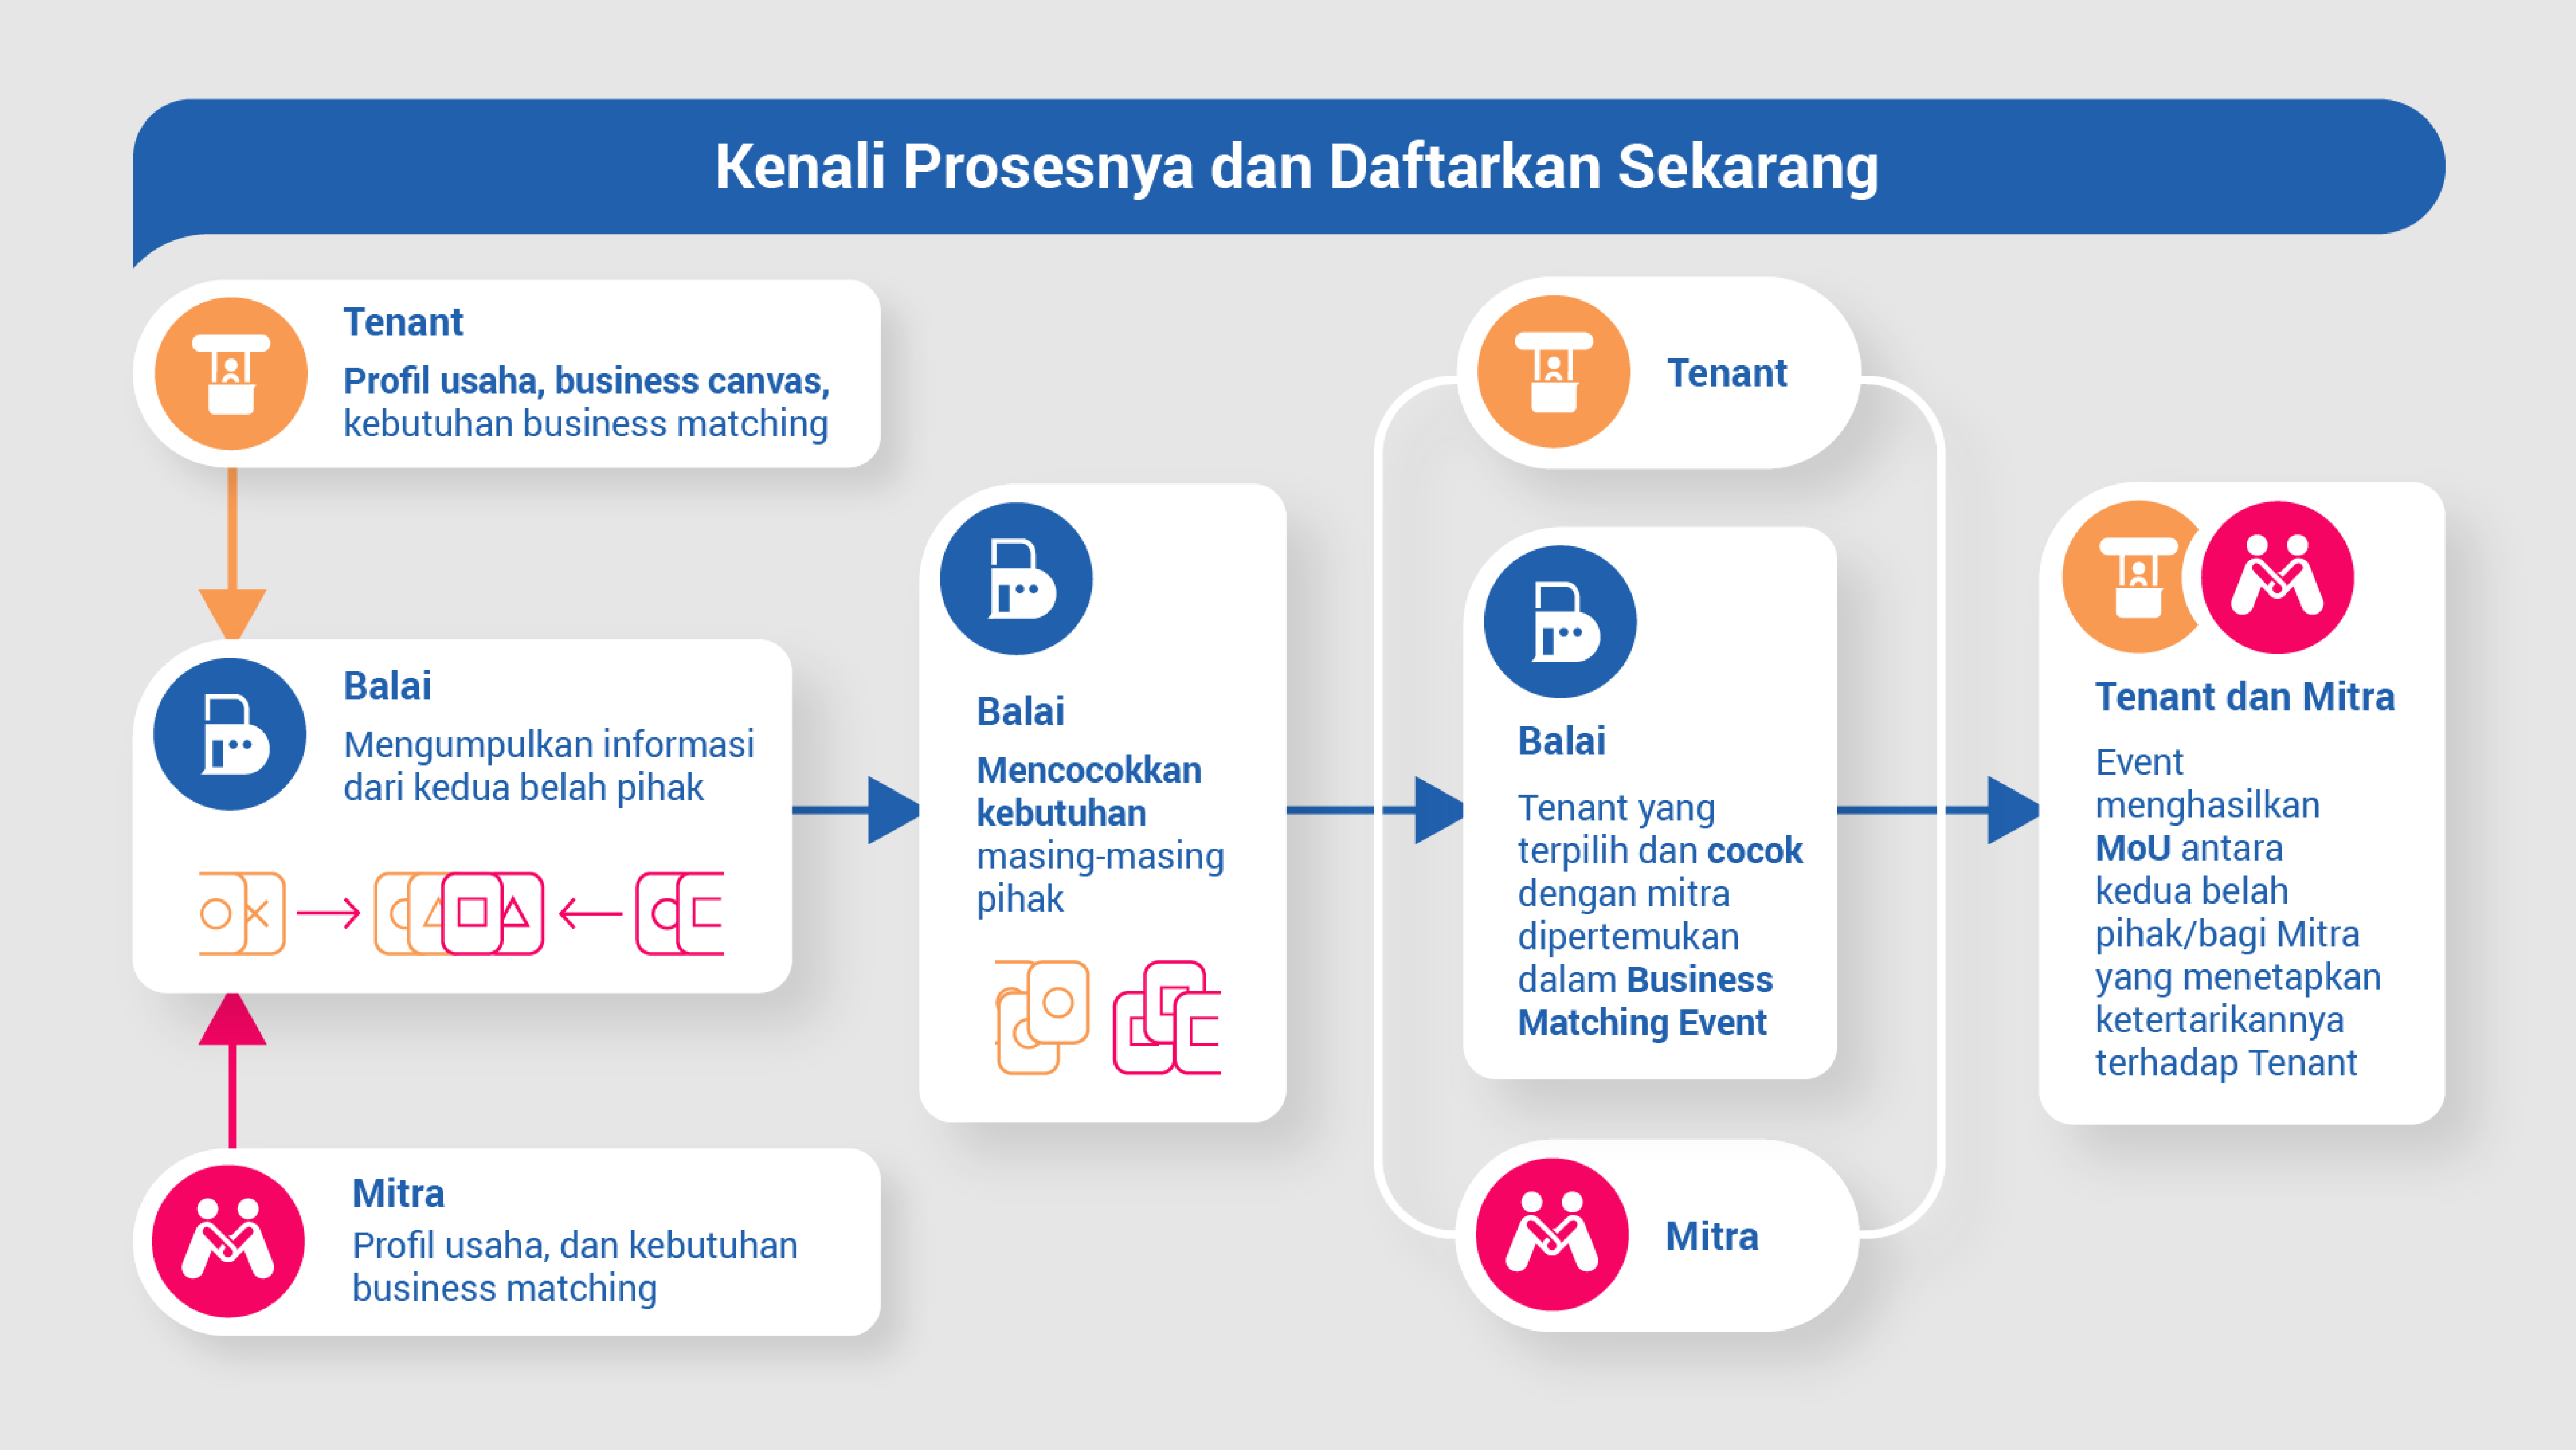 Kenali Prosesnya dan Daftarkan Sekarang
Tenant
Profil usaha, business canvas,
kebutuhan business matching
Balai
Mengumpulkan informasi
dari kedua belah pihak
Mitra
Profil usaha, dan kebutuhan
business matching
Balai
Mencocokkan
kebutuhan
masing-masing
pihak
Tenant
Balai
Tenant yang
terpilih dan cocok
dengan mitra
dipertemukan
dalam Business
Matching Event
Mitra
Tenant dan Mitra
Event
menghasilkan
MoU antara
kedua belah
pihak/bagi Mitra
yang menetapkan
ketertarikannya
terhadap Tenant